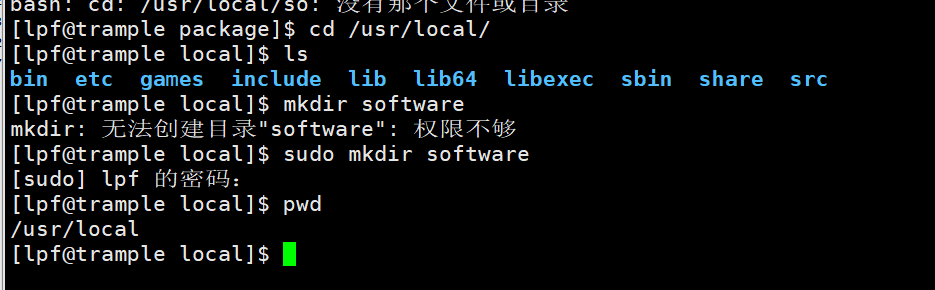 bash: cd: /usr/local/so: 没有那个文件或目录
[lpf@trample package]$ cd /usr/local/
[lpf@trample local]$ ls
bin etc games include lib lib64 libexec sbin share src
[lpf@trample local]$ mkdir software
mkdir: 无法创建目录"software": 权限不够
[lpf@trample local]$ sudo mkdir software
[sudo] lpf 的密码：
[lpf@trample local]$ pwd
/usr/local
[lpf@trample local]$